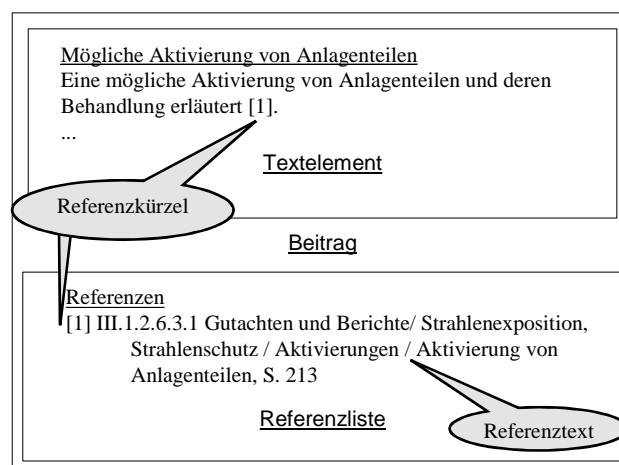 Mögliche Aktivierung von Anlagenteilen
Eine mögliche Aktivierung von Anlagenteilen und deren
Behandlung erläutert [1].
...
Textelement
Referenzkürzel
Beitrag
Referenzen
[1] III.1.2.6.3.1 Gutachten und Berichte/ Strahlenexposition,
Strahlenschutz / Aktivierungen / Aktivierung von
Anlagenteilen, S. 213
Referenzliste
Referenztext